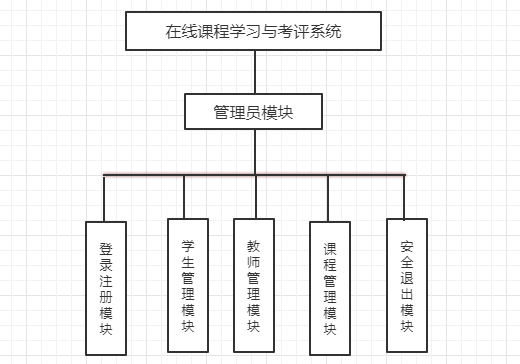 在线课程学习与考评系统
管理员模块
登录注册模块
学生管理模块
教师管理模块
课程管理模块
安全退出模块